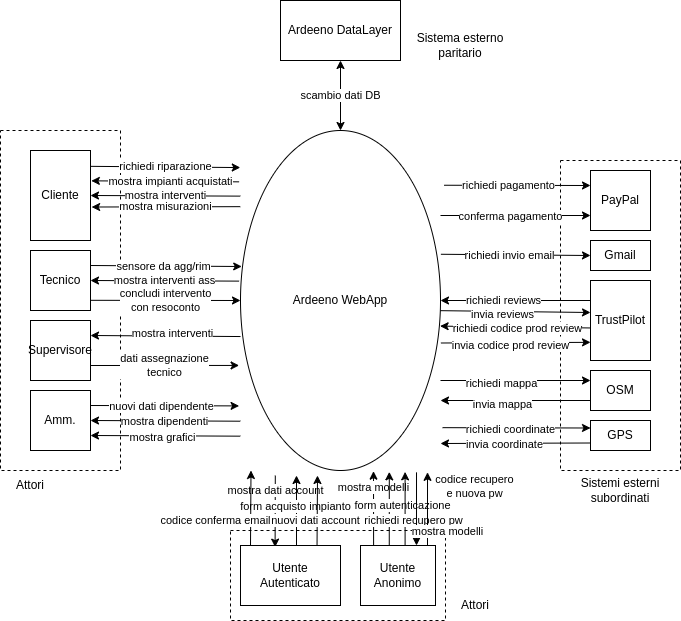 Ardeeno DataLayer
Sistema esterno
paritario
scambio dati DB
Cliente
richiedi riparazione
mostra impianti acquistati
mostra interventi
mostra misurazioni
Tecnico
sensore da agg/rim
mostra interventi ass
concludi intervento
con resoconto
Supervisore
mostra interventi
dati assegnazione
tecnico
Amm.
nuovi dati dipendente
mostra dipendenti
mostra grafici
Attori
Ardeeno WebApp
richiedi pagamento
conferma pagamento
PayPal
richiedi invio email
Gmail
richiedi reviews
invia reviews
richiedi codice prod review
invia codice prod review
TrustPilot
richiedi mappa
invia mappa
OSM
richiedi coordinate
invia coordinate
GPS
Sistemi esterni
subordinati
mostra dati account
form acquisto impianto
codice conferma email
nuovi dati account
mostra modelli
form autenticazione
richiedi recupero pw
codice recupero
e nuova pw
mostra modelli
Utente
Autenticato
Utente
Anonimo
Attori